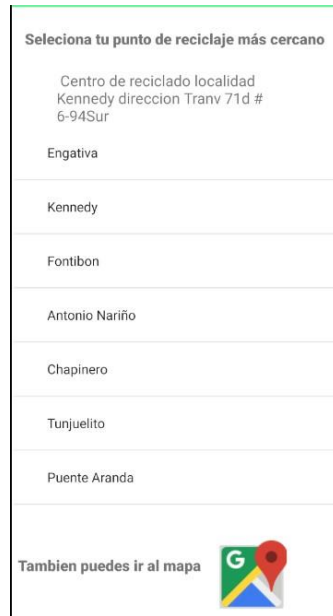 Seleciona tu punto de reciclaje más cercano
Centro de reciclado localidad
Kennedy direccion Tranv 71d #
6-94Sur
Engativa
Kennedy
Fontibon
Antonio Nariño
Chapinero
Tunjuelito
Puente Aranda
Tambien puedes ir al mapa
G